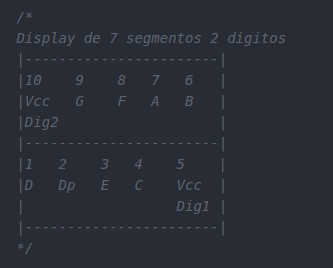 /*
Display de 7 segmentos 2 digitos
|-----------------------|
|10    9    8   7   6   |
|Vcc   G    F   A   B   |
|Dig2                   |
|-----------------------|
|1   2    3   4    5    |
|D   Dp   E   C    Vcc  |
|                  Dig1 |
|-----------------------|
*/